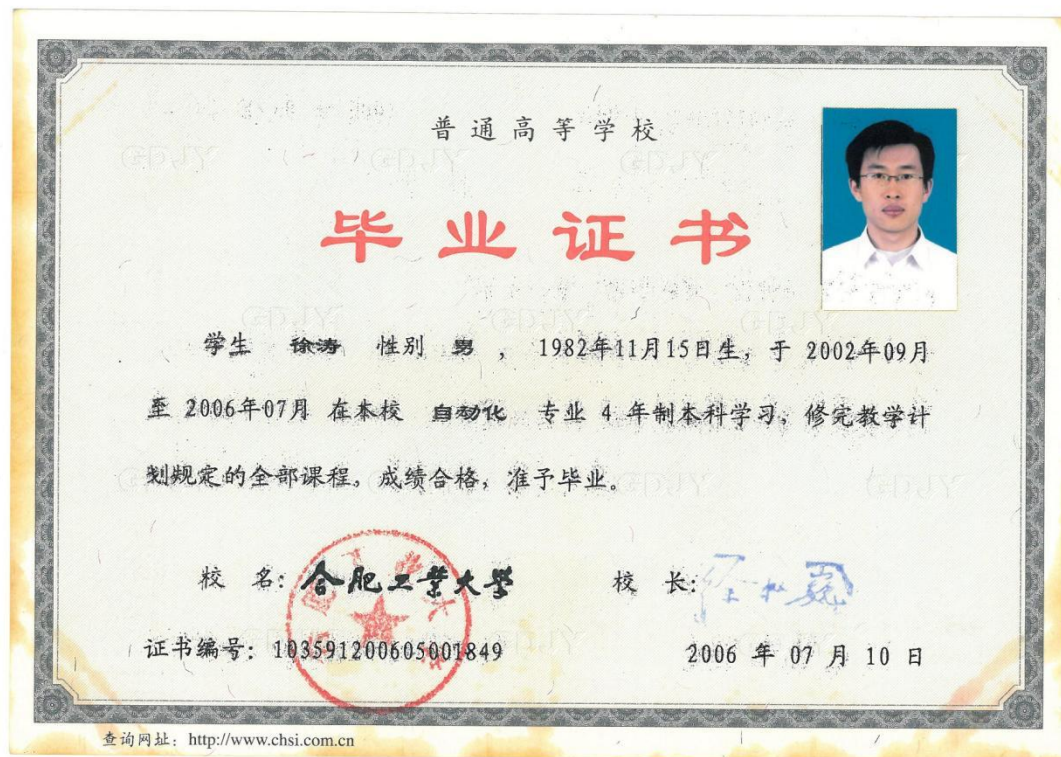 普通高等学校
毕业证书
学生 徐涛 性别 男 ， 1982年11月15日生，于 2002年09月
至 2006年07月 在本校 自动化 专业 4 年制本科学习，修完教学计
划规定的全部课程，成绩合格，准予毕业。
校 名：合肥工业大学 校 长：
证书编号：103591200605001849 2006 年 07 月 10 日
查询网址：http://www.chsi.com.cn